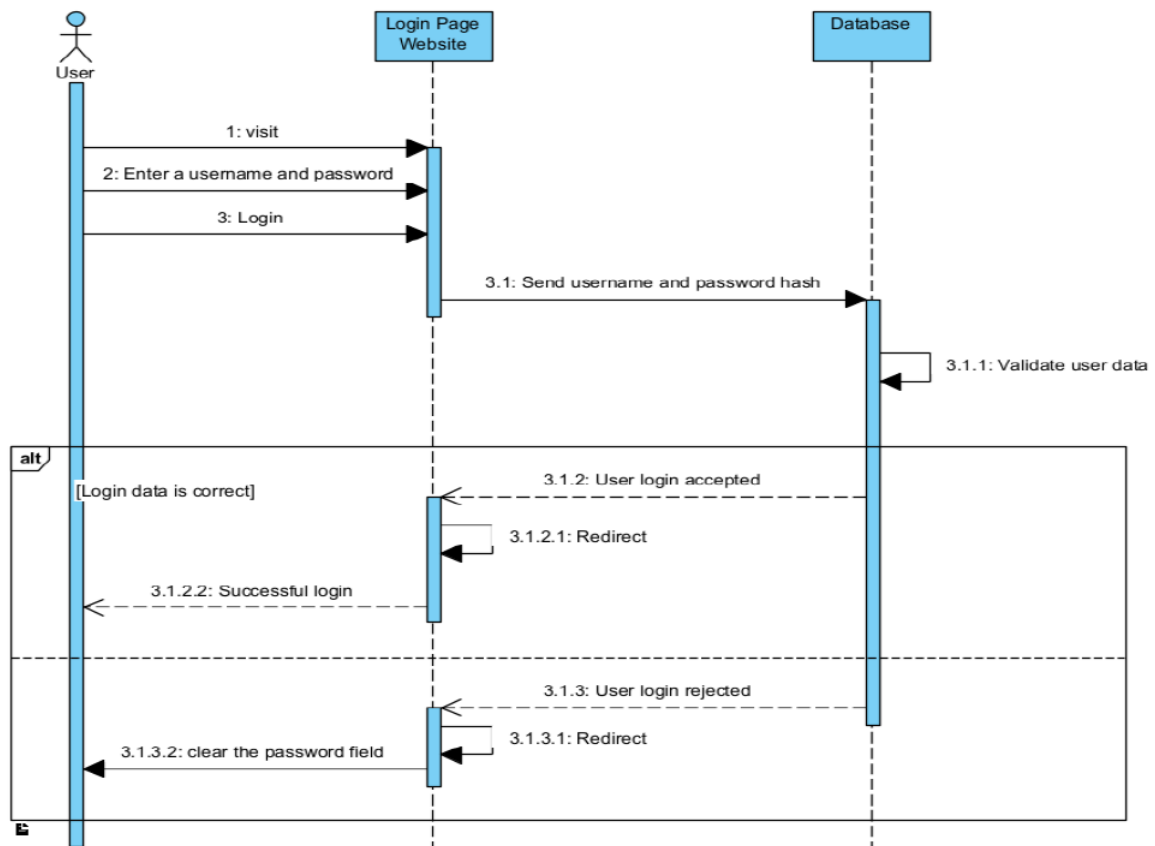 Login Page
Website
Database
User
1: visit
2: Enter a username and password
3: Login
3.1: Send username and password hash
3.1.1: Validate user data
alt
[Login data is correct]
3.1.2: User login accepted
3.1.2.1: Redirect
3.1.2.2: Successful login
3.1.3: User login rejected
3.1.3.1: Redirect
3.1.3.2: clear the password field